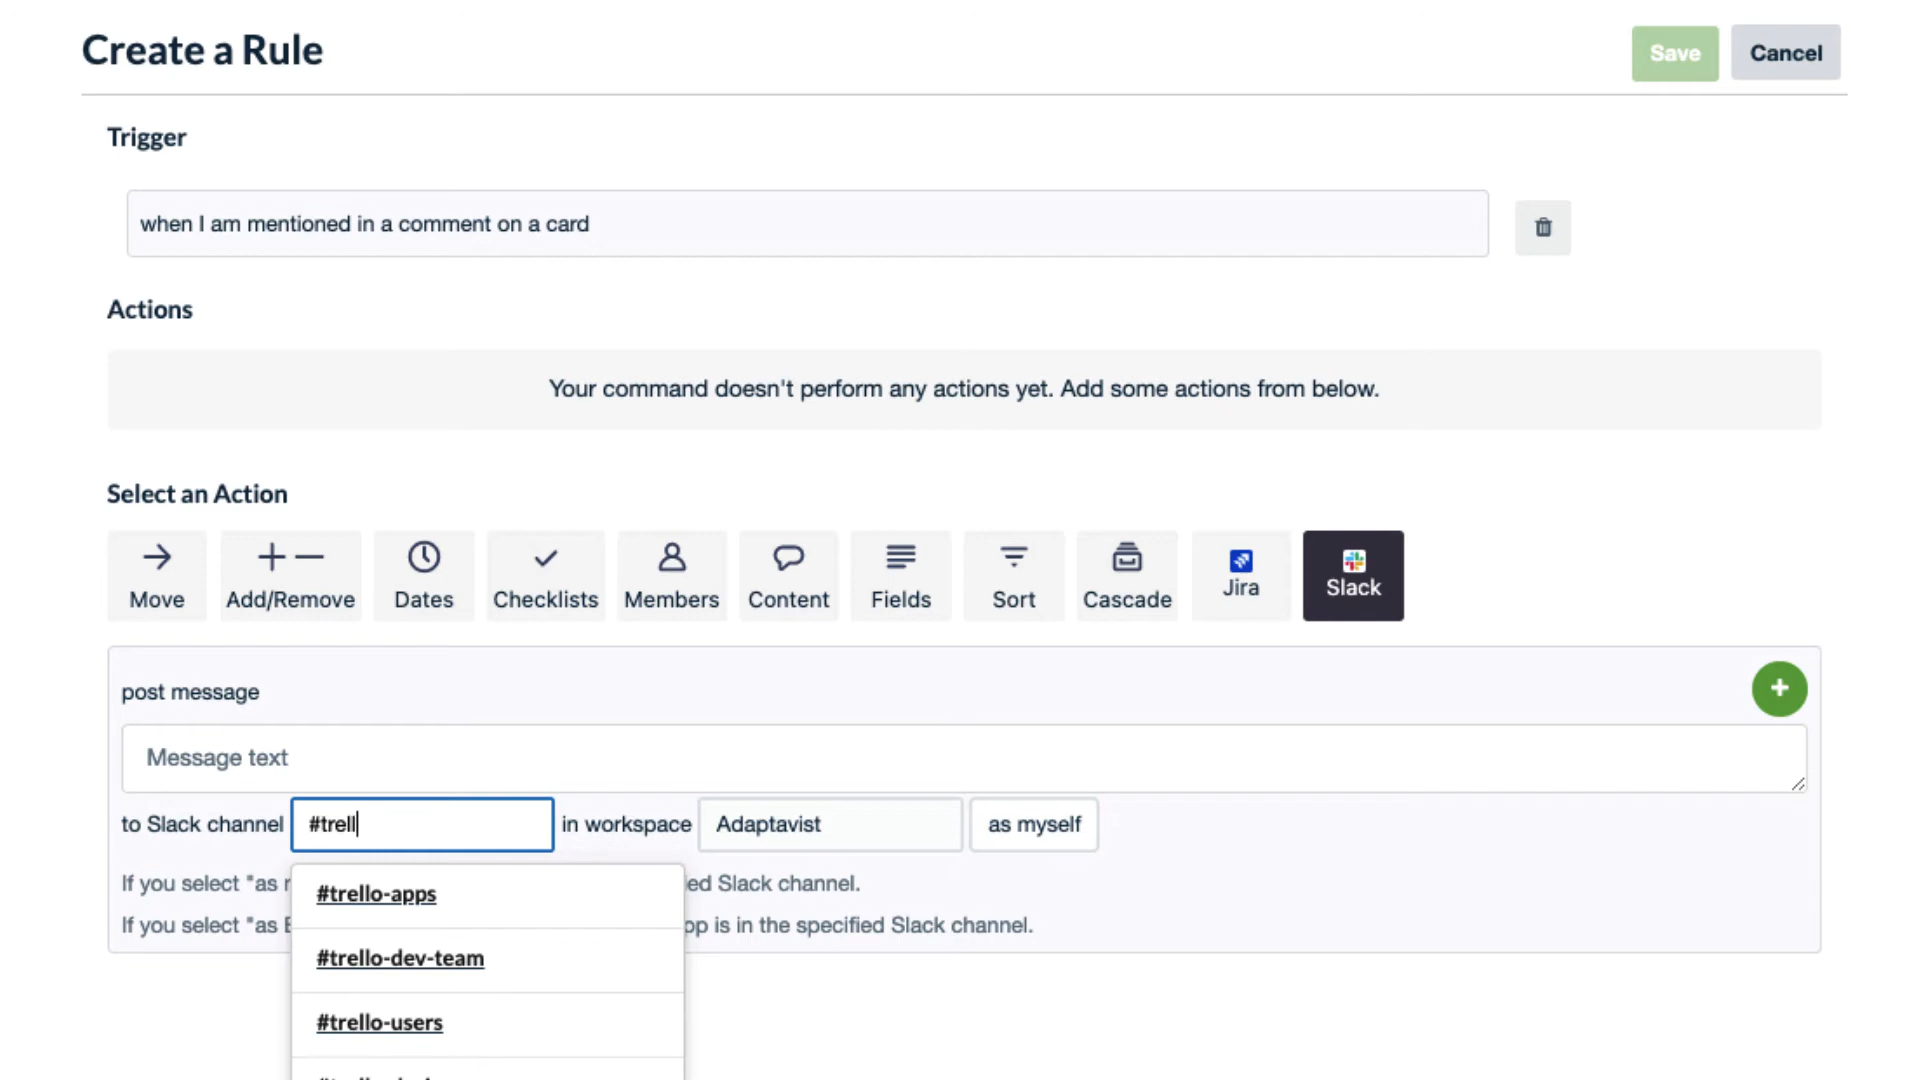 Create a Rule
Save
Cancel
Trigger
when I am mentioned in a comment on a card
Actions
Your command doesn't perform any actions yet. Add some actions from below.
Select an Action
Move
Add/Remove
Dates
Checklists
Members
Content
Fields
Sort
Cascade
Jira
Slack
post message
Message text
to Slack channel #trell in workspace Adaptavist as myself
If you select "as ed Slack channel.
If you select "as is in the specified Slack channel.
#trello-apps
#trello-dev-team
#trello-users